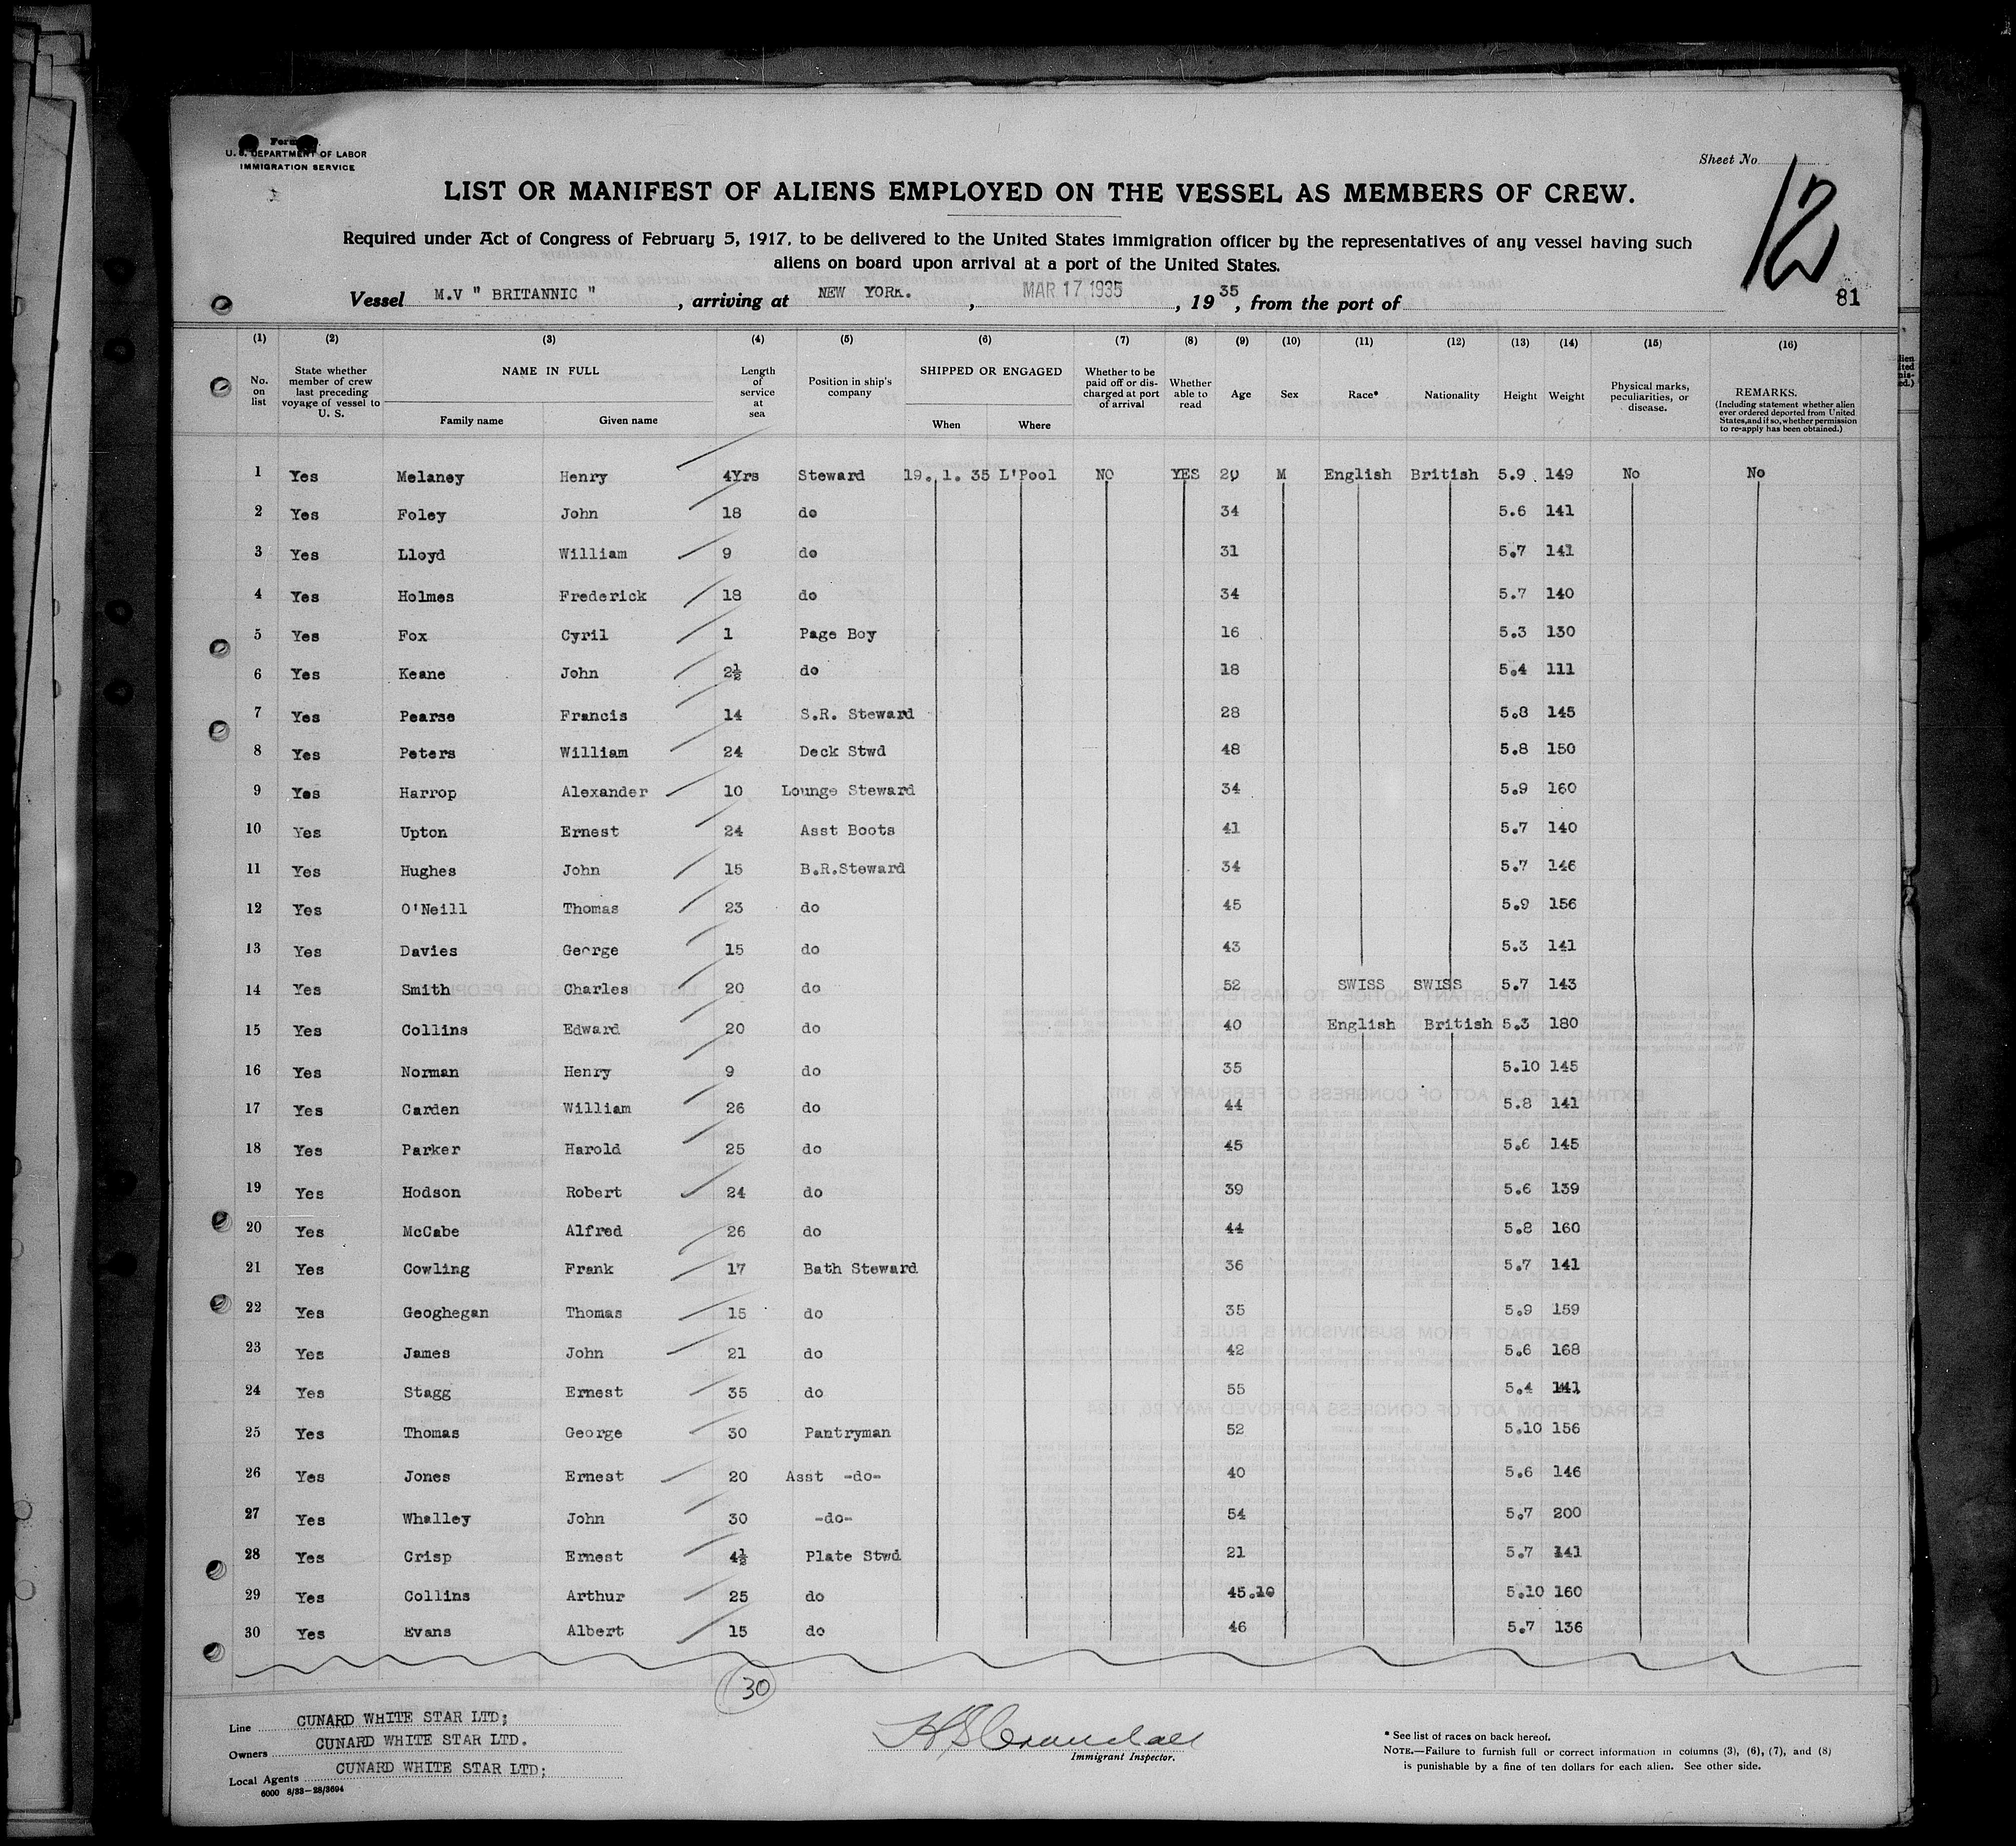 Form
U. S. DEPARTMENT OF LABOR
IMMIGRATION SERVICE
Sheet No
12
LIST OR MANIFEST OF ALIENS EMPLOYED ON THE VESSEL AS MEMBERS OF CREW.
Required under Act of Congress of February 5, 1917, to be delivered to the United States immigration officer by the representatives of any vessel having such
aliens on board upon arrival at a port of the United States.
Vessel M.V " BRITANNIC " , arriving at NEW YORK. , MAR 17 1935 , 19 35, from the port of
81
(1) (2) (3) (4) (5) (6) (7) (8) (9) (10) (11) (12) (13) (14) (15) (16)
No. on list State whether member of crew last preceding voyage of vessel to U. S. NAME IN FULL Family name Given name Length of service at sea Position in ship's company SHIPPED OR ENGAGED When Where Whether to be paid off or discharged at port of arrival Whether able to read Age Sex Race* Nationality Height Weight Physical marks, peculiarities, or disease. REMARKS. (Including statement whether alien ever ordered deported from United States, and if so, whether permission to re-apply has been obtained.)
1 Yes Melaney Henry 4Yrs Steward 19. 1. 35 L'Pool NO YES 29 M English British 5.9 149 No No
2 Yes Foley John 18 do 34 5.6 141
3 Yes Lloyd William 9 do 31 5.7 141
4 Yes Holmes Frederick 18 do 34 5.7 140
5 Yes Fox Cyril 1 Page Boy 16 5.3 130
6 Yes Keane John 2½ do 18 5.4 111
7 Yes Pearse Francis 14 S.R. Steward 28 5.8 145
8 Yes Peters William 24 Deck Stwd 48 5.8 150
9 Yes Harrop Alexander 10 Lounge Steward 34 5.9 160
10 Yes Upton Ernest 24 Asst Boots 41 5.7 140
11 Yes Hughes John 15 B.R.Steward 34 5.7 146
12 Yes O'Neill Thomas 23 do 45 5.9 156
13 Yes Davies George 15 do 43 5.3 141
14 Yes Smith Charles 20 do 52 SWISS SWISS 5.7 143
15 Yes Collins Edward 20 do 40 English British 5.3 180
16 Yes Norman Henry 9 do 35 5.10 145
17 Yes Carden William 26 do 44 5.8 141
18 Yes Parker Harold 25 do 45 5.6 145
19 Yes Hodson Robert 24 do 39 5.6 139
20 Yes McCabe Alfred 26 do 44 5.8 160
21 Yes Cowling Frank 17 Bath Steward 36 5.7 141
22 Yes Geoghegan Thomas 15 do 35 5.9 159
23 Yes James John 21 do 42 5.6 168
24 Yes Stagg Ernest 35 do 55 5.4 141
25 Yes Thomas George 30 Pantryman 52 5.10 156
26 Yes Jones Ernest 20 Asst -do- 40 5.6 146
27 Yes Whalley John 30 -do- 54 5.7 200
28 Yes Crisp Ernest 4½ Plate Stwd 21 5.7 141
29 Yes Collins Arthur 25 do 45.10 5.10 160
30 Yes Evans Albert 15 do 46 5.7 136
30
Line CUNARD WHITE STAR LTD;
Owners CUNARD WHITE STAR LTD.
Local Agents CUNARD WHITE STAR LTD;
6000 8/33—28/3694
H S Crandall
Immigrant Inspector.
* See list of races on back hereof.
NOTE.—Failure to furnish full or correct information in columns (3), (6), (7), and (8)
is punishable by a fine of ten dollars for each alien. See other side.